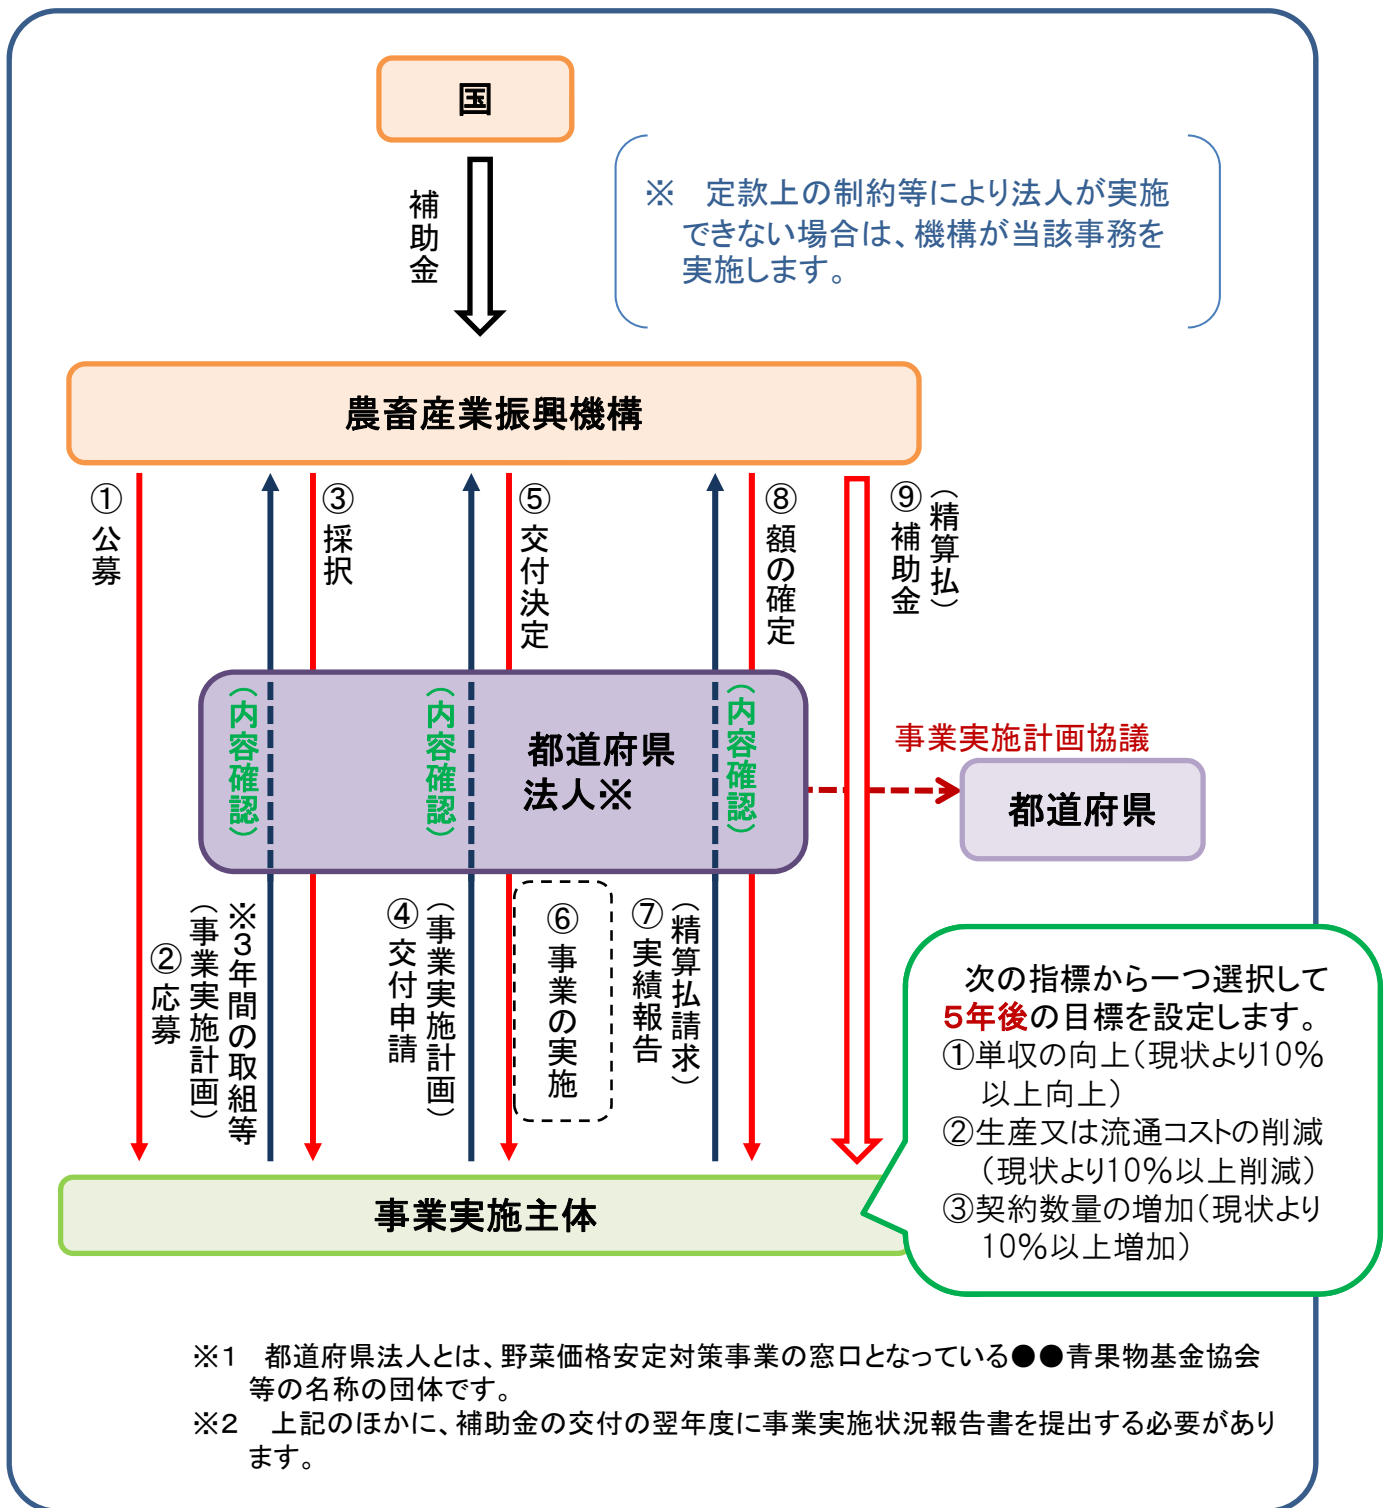 国
補助金
※　定款上の制約等により法人が実施
できない場合は、機構が当該事務を
実施します。
農畜産業振興機構
①公募
③採択
⑤交付決定
⑧額の確定
⑨補助金
（精算払）
（内容確認）
（内容確認）
（内容確認）
都道府県
法人※
事業実施計画協議
都道府県
②応募
（事業実施計画）
※３年間の取組等
④交付申請
（事業実施計画）
⑥事業の実施
⑦実績報告
（精算払請求）
次の指標から一つ選択して
５年後の目標を設定します。
①単収の向上（現状より10％
以上向上）
②生産又は流通コストの削減
（現状より10％以上削減）
③契約数量の増加（現状より
10％以上増加）
事業実施主体
※１　都道府県法人とは、野菜価格安定対策事業の窓口となっている●●青果物基金協会
等の名称の団体です。
※２　上記のほかに、補助金の交付の翌年度に事業実施状況報告書を提出する必要があり
ます。